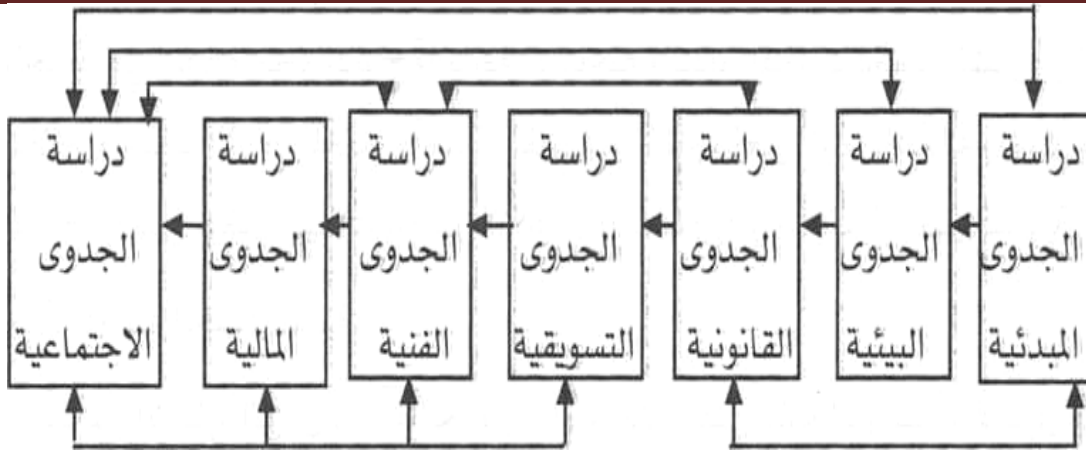 دراسة
الجدوى
المبدئية
دراسة
الجدوى
البيئية
دراسة
الجدوى
القانونية
دراسة
الجدوى
التسويقية
دراسة
الجدوى
الفنية
دراسة
الجدوى
المالية
دراسة
الجدوى
الاجتماعية